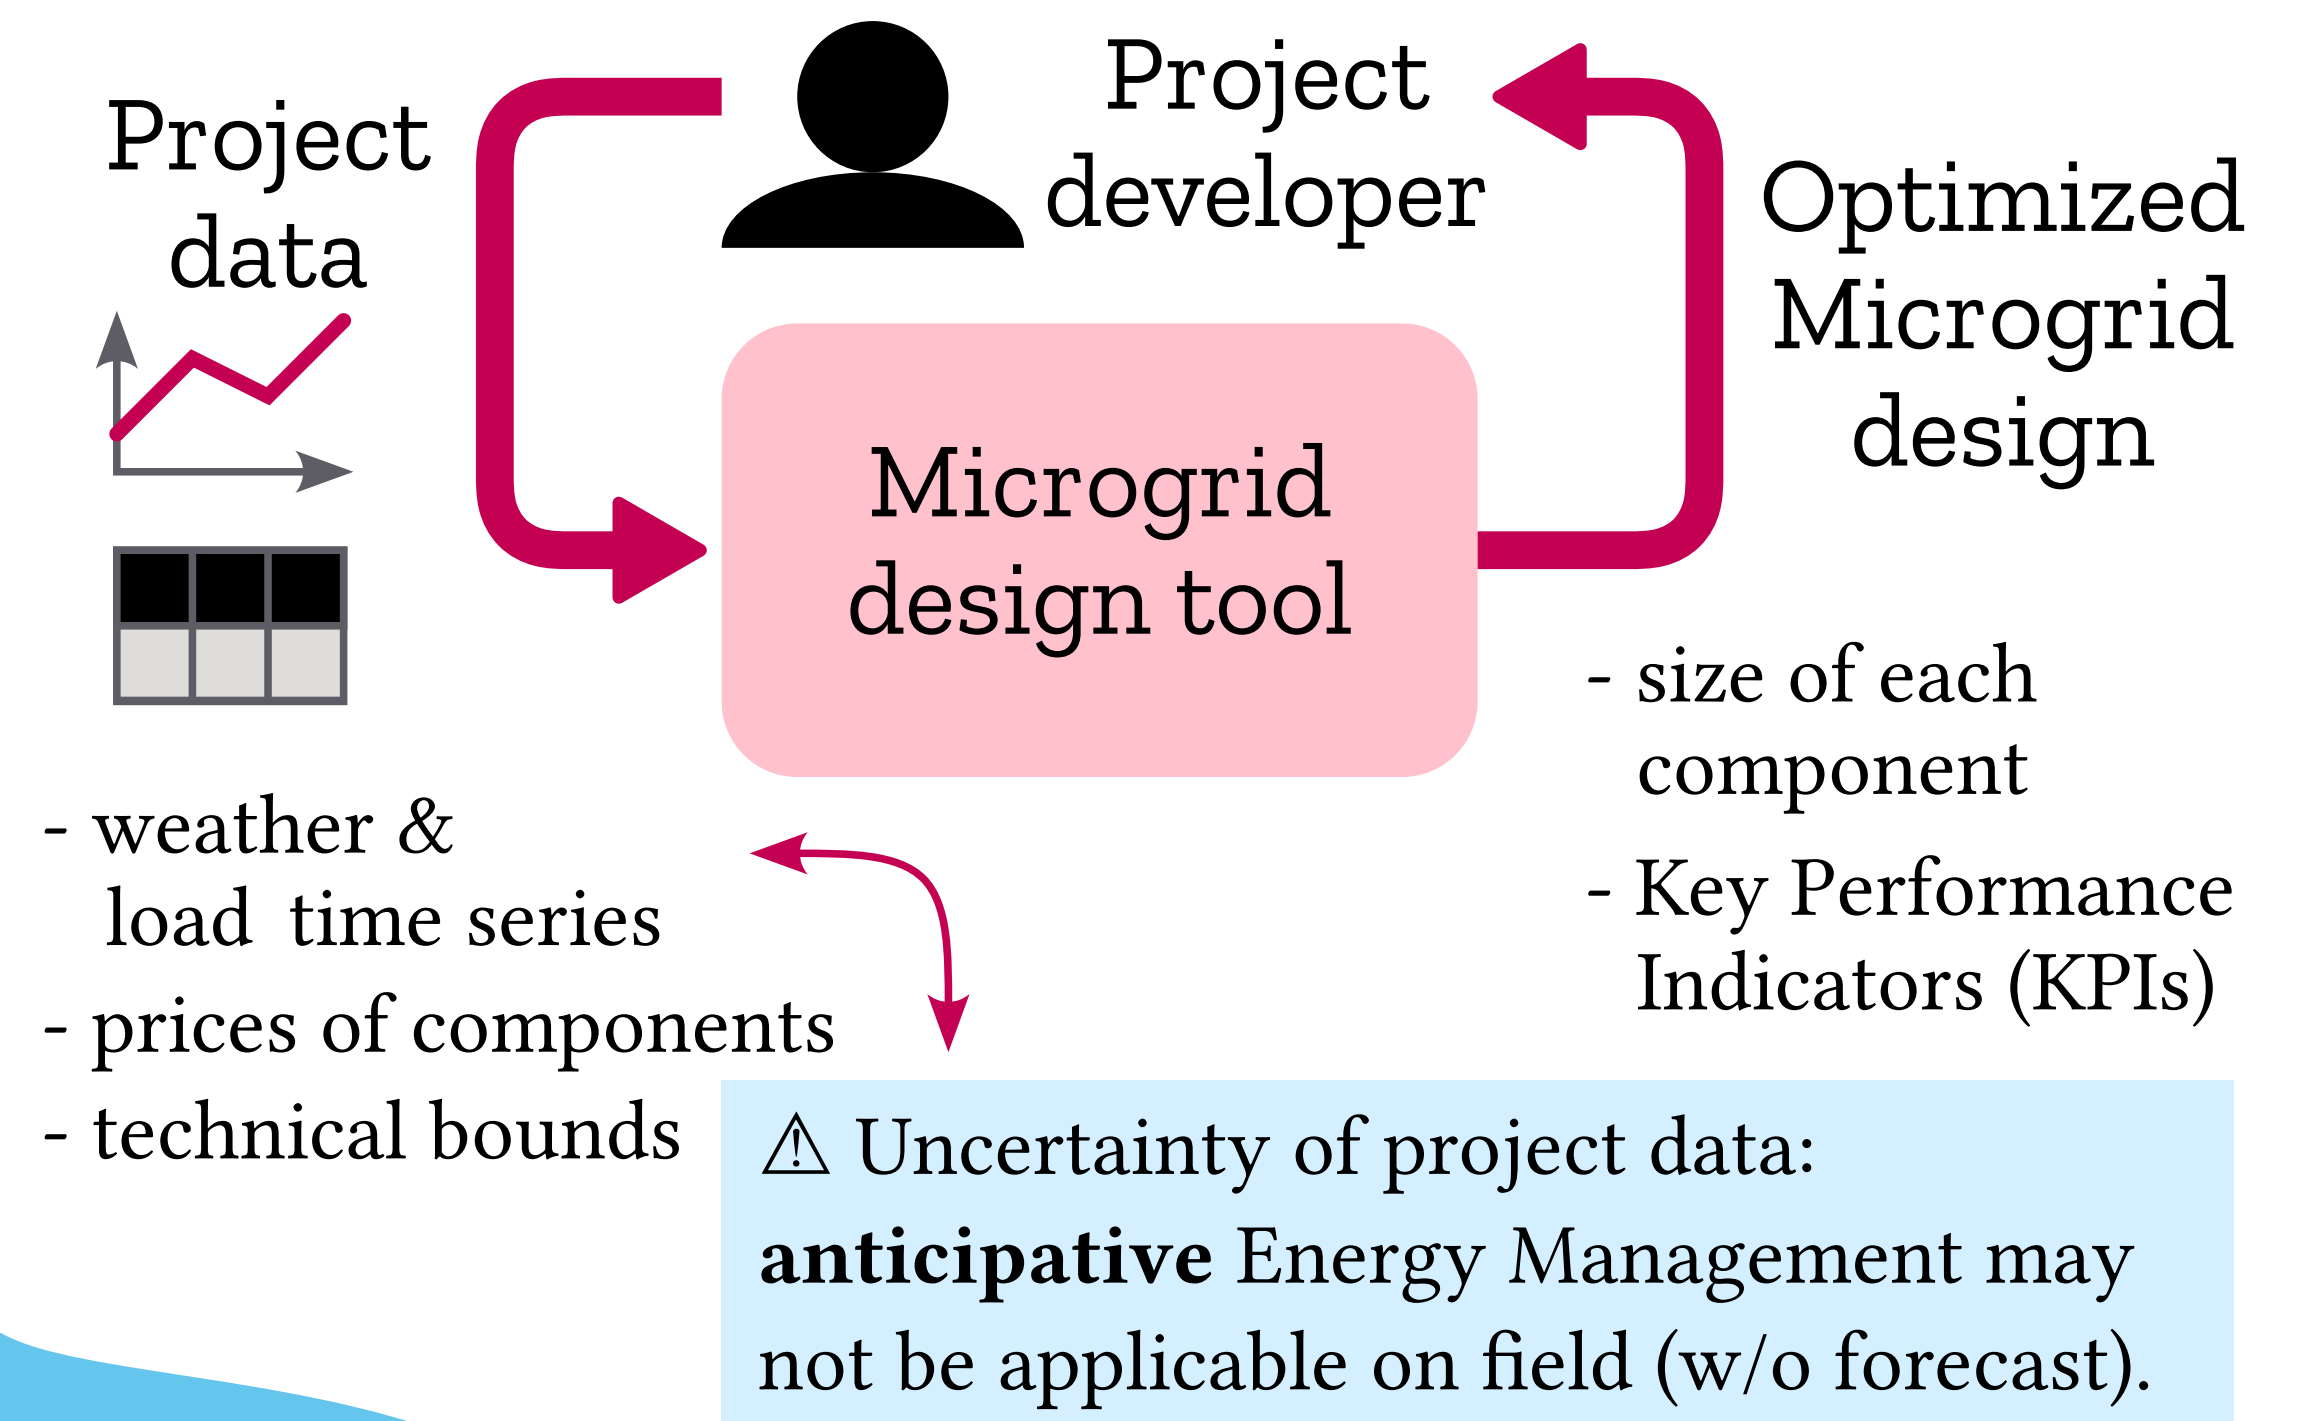 Project
data
Project
developer
Optimized
Microgrid
design
Microgrid
design tool
- weather &
load time series
- prices of components
- technical bounds
- size of each
component
- Key Performance
Indicators (KPIs)
⚠ Uncertainty of project data:
anticipative Energy Management may
not be applicable on field (w/o forecast).